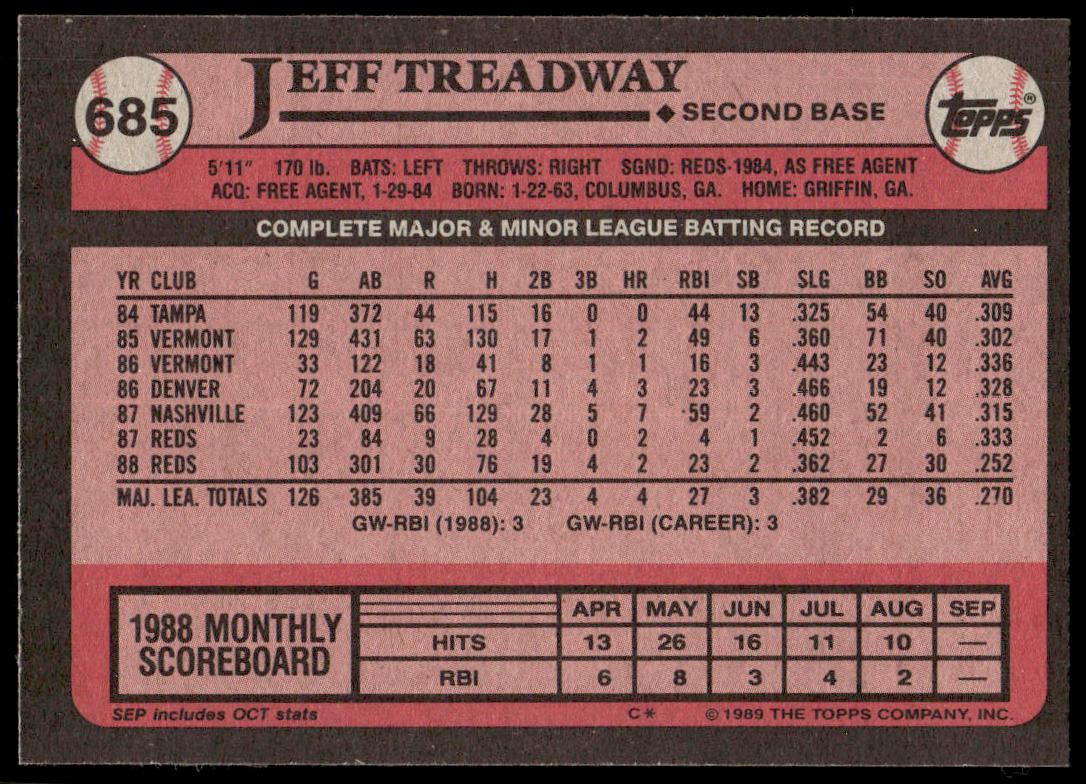 685
JEFF TREADWAY
◆ SECOND BASE
Topps®
5'11" 170 lb. BATS: LEFT THROWS: RIGHT SGND: REDS-1984, AS FREE AGENT
ACQ: FREE AGENT, 1-29-84 BORN: 1-22-63, COLUMBUS, GA. HOME: GRIFFIN, GA.
COMPLETE MAJOR & MINOR LEAGUE BATTING RECORD
YR CLUB G AB R H 2B 3B HR RBI SB SLG BB SO AVG
84 TAMPA 119 372 44 115 16 0 0 44 13 .325 54 40 .309
85 VERMONT 129 431 63 130 17 1 2 49 6 .360 71 40 .302
86 VERMONT 33 122 18 41 8 1 1 16 3 .443 23 12 .336
86 DENVER 72 204 20 67 11 4 3 23 3 .466 19 12 .328
87 NASHVILLE 123 409 66 129 28 5 7 59 2 .460 52 41 .315
87 REDS 23 84 9 28 4 0 2 4 1 .452 2 6 .333
88 REDS 103 301 30 76 19 4 2 23 2 .362 27 30 .252
MAJ. LEA. TOTALS 126 385 39 104 23 4 4 27 3 .382 29 36 .270
GW-RBI (1988): 3 GW-RBI (CAREER): 3
1988 MONTHLY
SCOREBOARD
APR MAY JUN JUL AUG SEP
HITS 13 26 16 11 10 —
RBI 6 8 3 4 2 —
SEP includes OCT stats C* © 1989 THE TOPPS COMPANY, INC.